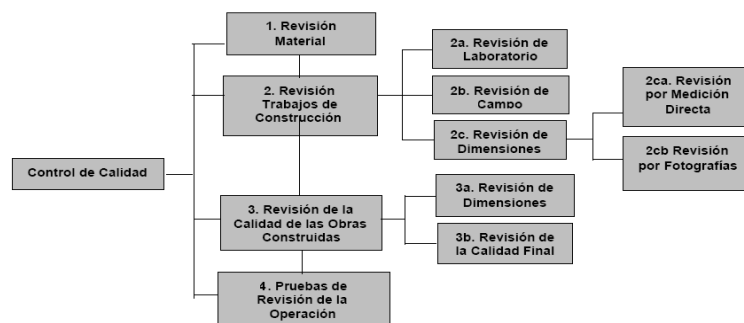 1. Revisión
Material
2. Revisión
Trabajos de
Construcción
2a. Revisión de
Laboratorio
2b. Revisión de
Campo
2c. Revisión de
Dimensiones
2ca. Revisión
por Medición
Directa
2cb Revisión
por Fotografías
Control de Calidad
3. Revisión de la
Calidad de las Obras
Construidas
3a. Revisión de
Dimensiones
3b. Revisión de
la Calidad Final
4. Pruebas de
Revisión de la
Operación